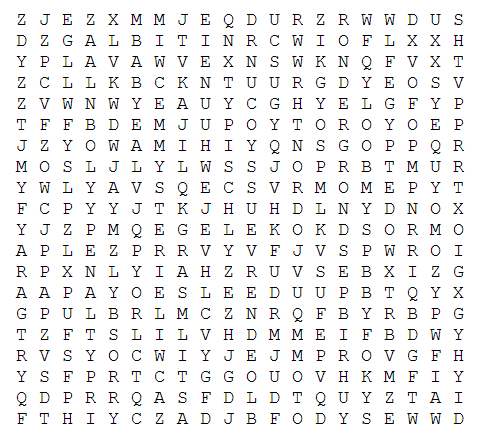 Z J E Z X M M J E Q D U R Z R W W D U S
D Z G A L B I T I N R C W I O F L X X H
Y P L A V A W V E X N S W K N Q F V X T
Z C L L K B C K N T U U R G D Y E O S V
Z V W N W Y E A U Y C G H Y E L G F Y P
T F F B D E M J U P O Y T O R O Y O E P
J Z Y O W A M I H I Y Q N S G O P P Q R
M O S L J L Y L W S S J O P R B T M U R
Y W L Y A V S Q E C S V R M O M E P Y T
F C P Y Y J T K J H U H D L N Y D N O X
Y J Z P M Q E G E L E K O K D S O R M O
A P L E Z P R R V Y V F J V S P W R O I
R P X N L Y I A H Z R U V S E B X I Z G
A A P A Y O E S L E E D U U P B T Q Y X
G P U L B R L M C Z N R Q F B Y R B P G
T Z F T S L I L V H D M M E I F B D W Y
R V S Y O C W I Y J E J M P R O V G F H
Y S F P R T C T G G O U O V H K M F I Y
Q D P R R Q A S F D L D T Q U Y Z T A I
F T H I Y C Z A D J B F O D Y S E W W D